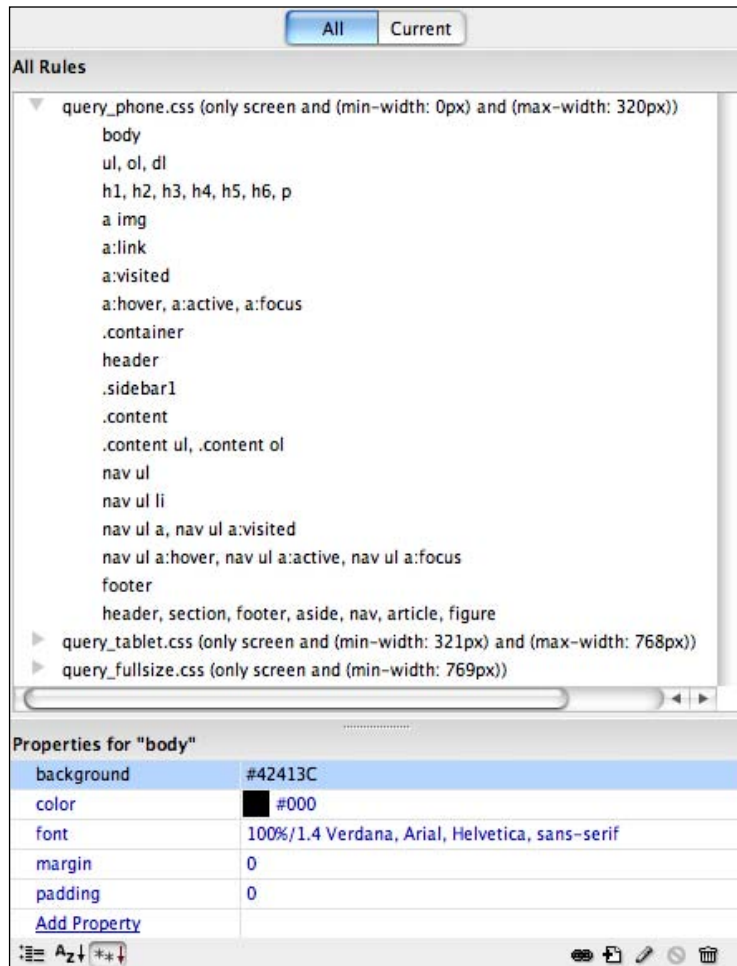 All Current
All Rules
query_phone.css (only screen and (min-width: 0px) and (max-width: 320px))
body
ul, ol, dl
h1, h2, h3, h4, h5, h6, p
a img
a:link
a:visited
a:hover, a:active, a:focus
.container
header
.sidebar1
.content
.content ul, .content ol
nav ul
nav ul li
nav ul a, nav ul a:visited
nav ul a:hover, nav ul a:active, nav ul a:focus
footer
header, section, footer, aside, nav, article, figure
query_tablet.css (only screen and (min-width: 321px) and (max-width: 768px))
query_fullsize.css (only screen and (min-width: 769px))
Properties for "body"
background #42413C
color #000
font 100%/1.4 Verdana, Arial, Helvetica, sans-serif
margin 0
padding 0
Add Property
Az↓ **↓